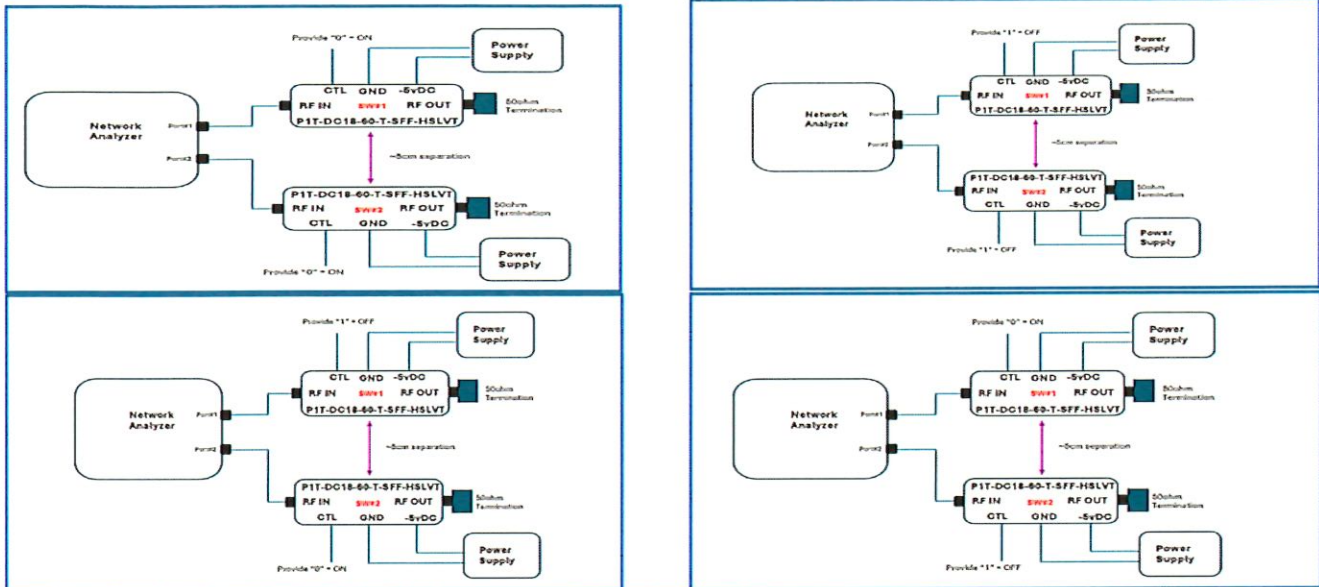 Provide "0" = ON
Power
Supply
CTL GND -5vDC
RF IN SW#1 RF OUT
P1T-DC18-60-T-SFF-HSLVT
50ohm
Termination
Network
Analyzer
Port#1
Port#2
~5cm separation
P1T-DC18-60-T-SFF-HSLVT
RF IN SW#2 RF OUT
CTL GND -5vDC
50ohm
Termination
Provide "0" = ON
Power
Supply
Provide "1" = OFF
Power
Supply
CTL GND -5vDC
RF IN SW#1 RF OUT
P1T-DC18-60-T-SFF-HSLVT
50ohm
Termination
Network
Analyzer
Port#1
Port#2
~5cm separation
P1T-DC18-60-T-SFF-HSLVT
RF IN SW#2 RF OUT
CTL GND -5vDC
50ohm
Termination
Provide "1" = OFF
Power
Supply
Provide "1" = OFF
Power
Supply
CTL GND -5vDC
RF IN SW#1 RF OUT
P1T-DC18-60-T-SFF-HSLVT
50ohm
Termination
Network
Analyzer
Port#1
Port#2
~5cm separation
P1T-DC18-60-T-SFF-HSLVT
RF IN SW#2 RF OUT
CTL GND -5vDC
50ohm
Termination
Provide "0" = ON
Power
Supply
Provide "0" = ON
Power
Supply
CTL GND -5vDC
RF IN SW#1 RF OUT
P1T-DC18-60-T-SFF-HSLVT
50ohm
Termination
Network
Analyzer
Port#1
Port#2
~5cm separation
P1T-DC18-60-T-SFF-HSLVT
RF IN SW#2 RF OUT
CTL GND -5vDC
50ohm
Termination
Provide "1" = OFF
Power
Supply